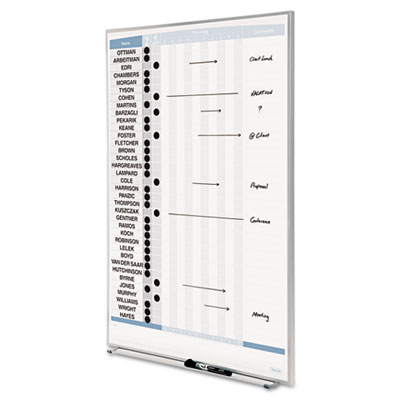 Name
OTTMAN
ARBEITMAN
EDRI
Client Lunch
CHAMBERS
MORGAN
TYSON
COHEN
VACATION
MARTINS
BARZAGLI
?
PEKARIK
KEANE
FOSTER
@ Client
FLETCHER
BROWN
SCHOLES
HARGREAVES
LAMPARD
COLE
HARRISON
Proposal
PANZIC
THOMPSON
KUSZCZAK
GENTNER
Conference
RAMOS
KOCH
ROBINSON
LELEK
BOYD
VAN DER SAAR
HUTCHINSON
BYRNE
JONES
MURPHY
WILLIAMS
WRIGHT
Meeting
HAYES